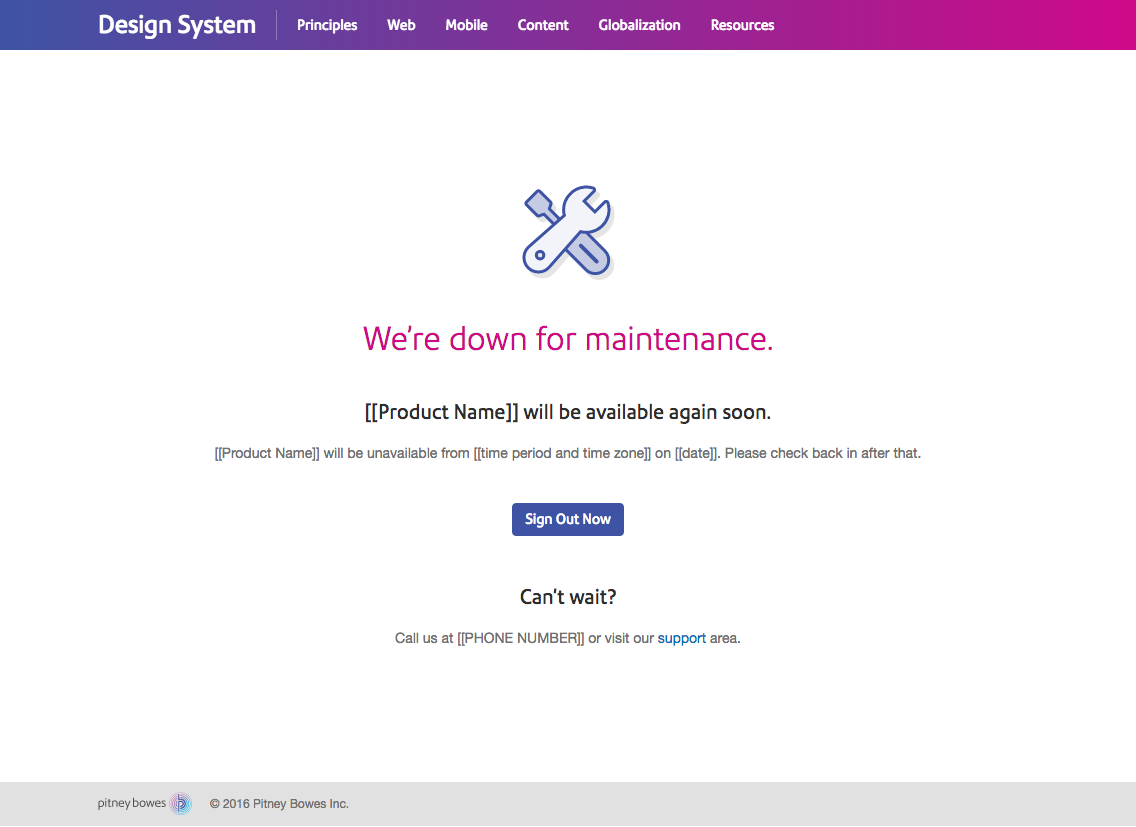 Design System Principles Web Mobile Content Globalization Resources
We're down for maintenance.
[[Product Name]] will be available again soon.
[[Product Name]] will be unavailable from [[time period and time zone]] on [[date]]. Please check back in after that.
Sign Out Now
Can't wait?
Call us at [[PHONE NUMBER]] or visit our support area.
pitney bowes © 2016 Pitney Bowes Inc.